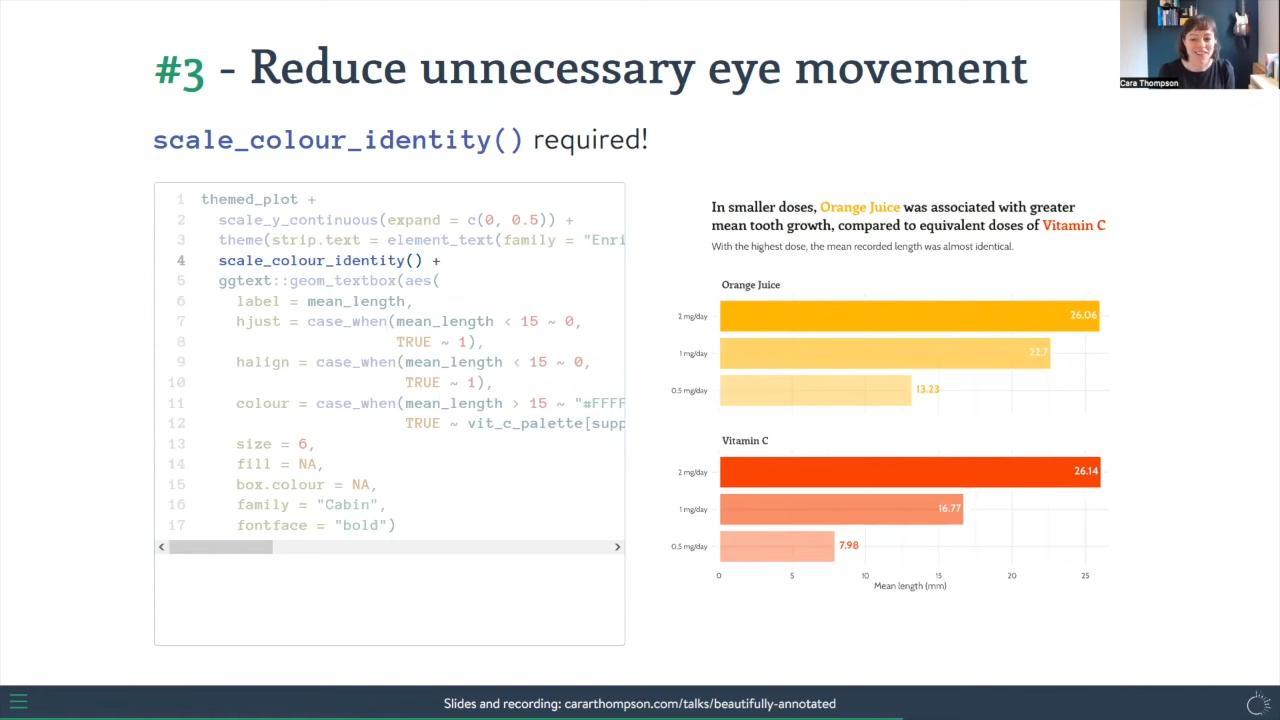 #3 - Reduce unnecessary eye movement
Cara Thompson
scale_colour_identity() required!
1 themed_plot +
2 scale_y_continuous(expand = c(0, 0.5)) +
3 theme(strip.text = element_text(family = "Enri
4 scale_colour_identity() +
5 ggtext::geom_textbox(aes(
6 label = mean_length,
7 hjust = case_when(mean_length < 15 ~ 0,
8 TRUE ~ 1),
9 halign = case_when(mean_length < 15 ~ 0,
10 TRUE ~ 1),
11 colour = case_when(mean_length > 15 ~ "#FFFF
12 TRUE ~ vit_c_palette[supp
13 size = 6,
14 fill = NA,
15 box.colour = NA,
16 family = "Cabin",
17 fontface = "bold")
In smaller doses, Orange Juice was associated with greater
mean tooth growth, compared to equivalent doses of Vitamin C
With the highest dose, the mean recorded length was almost identical.
Orange Juice
2 mg/day 26.06
1 mg/day 22.7
0.5 mg/day 13.23
Vitamin C
2 mg/day 26.14
1 mg/day 16.77
0.5 mg/day 7.98
0 5 10 15 20 25
Mean length (mm)
Slides and recording: cararthompson.com/talks/beautifully-annotated